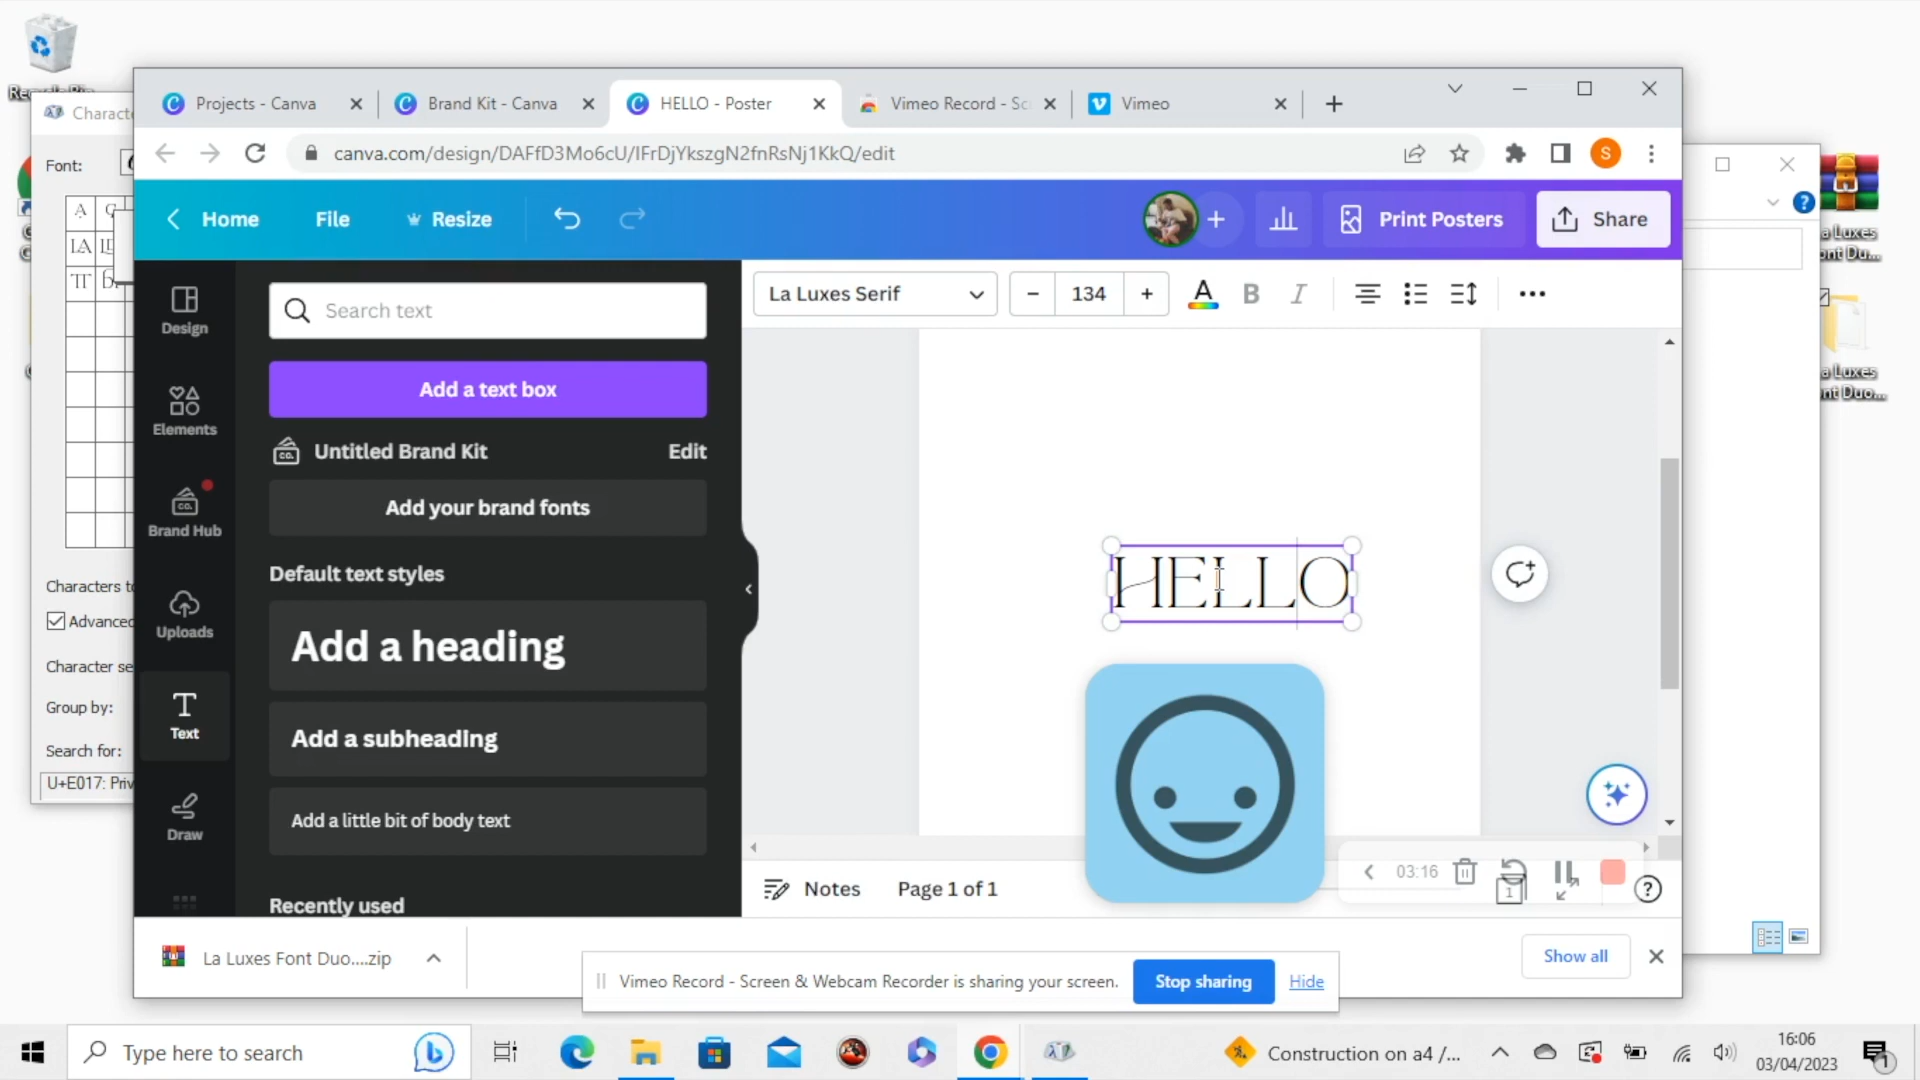 Projects - Canva
Brand Kit - Canva
HELLO - Poster
Vimeo Record - Sc
Vimeo
canva.com/design/DAFfD3Mo6cU/IFrDjYkszgN2fnRsNj1KkQ/edit
S
Home
File
Resize
Print Posters
Share
Design
Elements
Brand Hub
Uploads
Text
Draw
Search text
Add a text box
Untitled Brand Kit
Edit
Add your brand fonts
Default text styles
Add a heading
Add a subheading
Add a little bit of body text
Recently used
La Luxes Serif
134
HELLO
Notes
Page 1 of 1
03:16
1
La Luxes Font Duo....zip
Show all
Vimeo Record - Screen & Webcam Recorder is sharing your screen.
Stop sharing
Hide
Font:
Characters to
Advanced
Character se
Group by:
Search for:
U+E017: Priv
Type here to search
Construction on a4 /...
16:06
03/04/2023
1